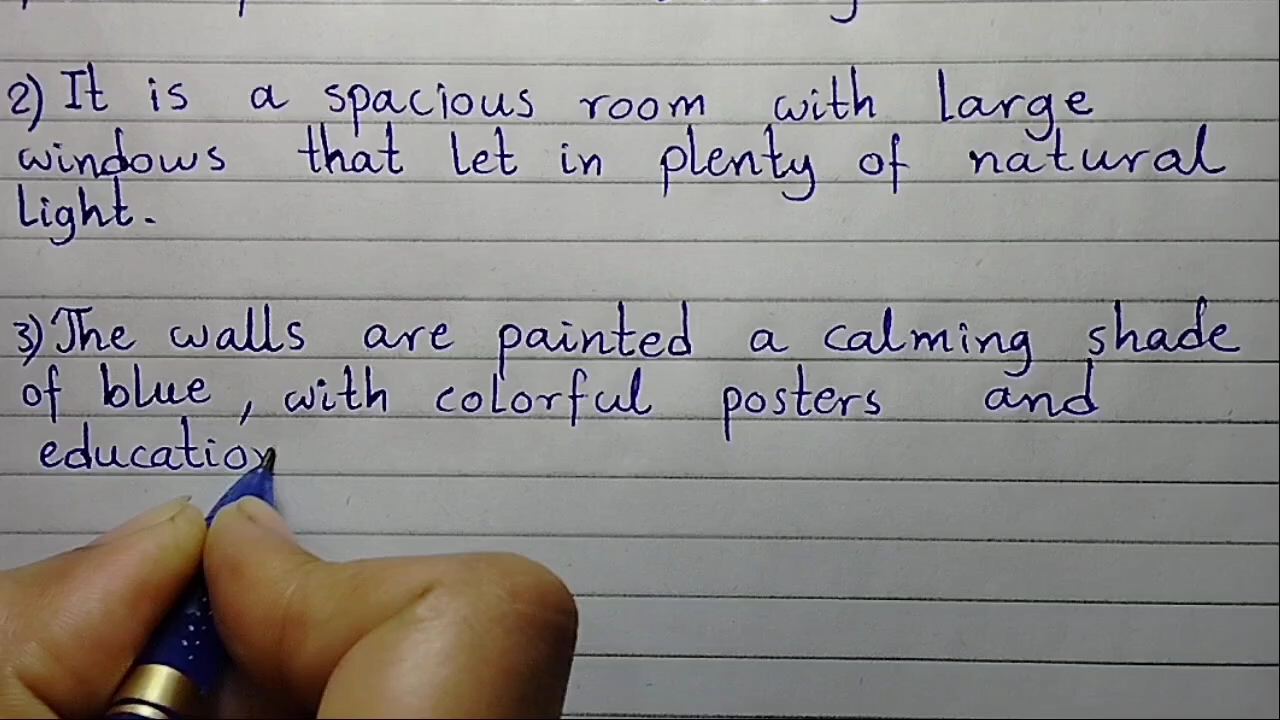 2) It is a spacious room with large
windows that let in plenty of natural
light.
3) The walls are painted a calming shade
of blue, with colorful posters and
education